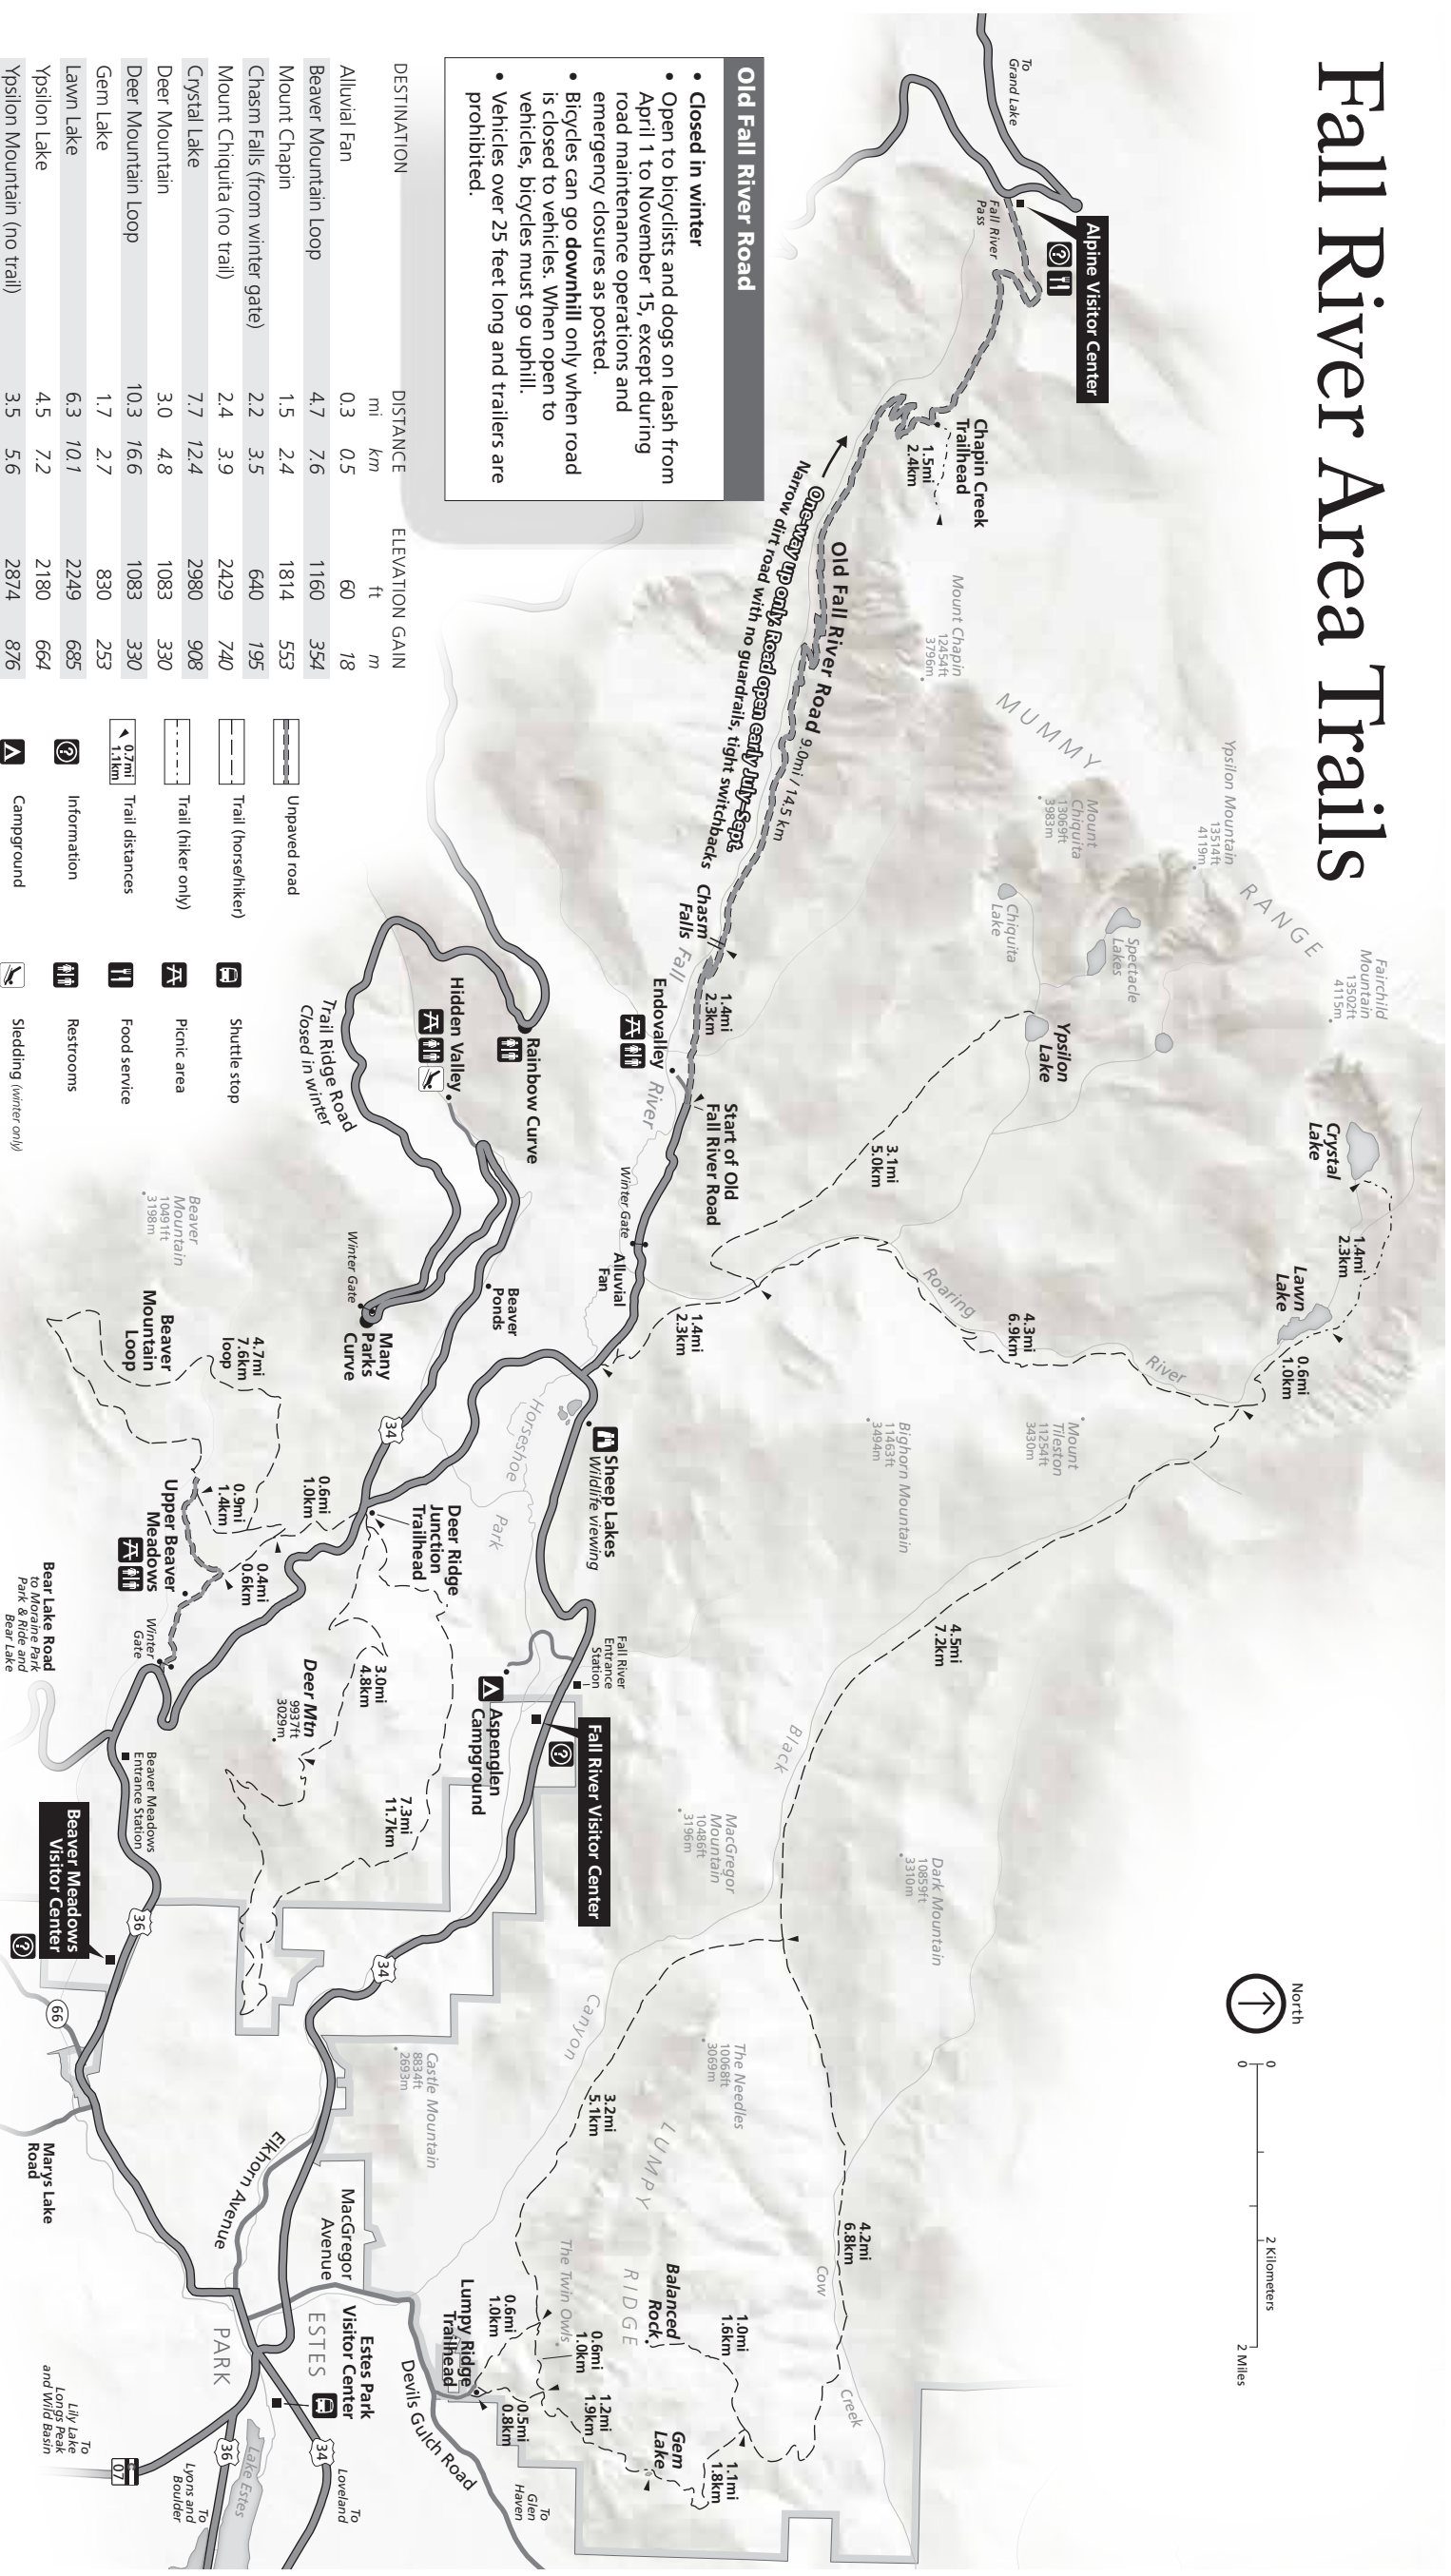 Fall River Area Trails
North
0
2 Kilometers
0
2 Miles
To
Grand Lake
Alpine Visitor Center
Fall River
Pass
Chapin Creek
Trailhead
1.5mi
2.4km
Old Fall River Road
9.0mi / 14.5 km
One-way up only. Road open early July–Sept.
Narrow dirt road with no guardrails, tight switchbacks
Mount Chapin
12454ft
3796m
MUMMY
RANGE
Mount
Chiquita
13069ft
3983m
Ypsilon Mountain
13514ft
4119m
Fairchild
Mountain
13502ft
4115m
Chiquita
Lake
Spectacle
Lakes
Ypsilon
Lake
Crystal
Lake
1.4mi
2.3km
Lawn
Lake
0.6mi
1.0km
4.3mi
6.9km
Roaring
River
3.1mi
5.0km
1.4mi
2.3km
Mount
Tileston
11254ft
3430m
Bighorn Mountain
11463ft
3494m
4.5mi
7.2km
Black
Canyon
MacGregor
Mountain
10486ft
3196m
Dark Mountain
10859ft
3310m
The Needles
10068ft
3069m
LUMPY
RIDGE
3.2mi
5.1km
4.2mi
6.8km
Cow
Creek
Balanced
Rock
1.0mi
1.6km
1.1mi
1.8km
Gem
Lake
1.2mi
1.9km
The Twin Owls
0.6mi
1.0km
0.6mi
1.0km
0.5mi
0.8km
Lumpy Ridge
Trailhead
Devils Gulch Road
To
Glen
Haven
Chasm
Falls
1.4mi
2.3km
Fall
River
Endovalley
Start of Old
Fall River Road
Winter Gate
Alluvial
Fan
Rainbow Curve
Hidden Valley
Trail Ridge Road
Closed in winter
Beaver
Ponds
Many
Parks
Curve
Winter Gate
Horseshoe
Park
Sheep Lakes
Wildlife viewing
Deer Ridge
Junction
Trailhead
34
Fall River
Entrance
Station
Fall River Visitor Center
Aspenglen
Campground
Beaver
Mountain
10491ft
3198m
Beaver
Mountain
Loop
4.7mi
7.6km
loop
0.6mi
1.0km
0.9mi
1.4km
0.4mi
0.6km
Upper Beaver
Meadows
Winter
Gate
3.0mi
4.8km
Deer Mtn
9937ft
3029m
7.3mi
11.7km
Bear Lake Road
to Moraine Park
Park & Ride and
Bear Lake
Beaver Meadows
Entrance Station
Beaver Meadows
Visitor Center
36
66
34
Castle Mountain
8834ft
2693m
Marys Lake
Road
Elkhorn Avenue
MacGregor
Avenue
ESTES
PARK
Estes Park
Visitor Center
34
36
07
Lake Estes
To
Loveland
To
Lyons and
Boulder
To
Lily Lake
Longs Peak
and Wild Basin
Old Fall River Road
• Closed in winter
• Open to bicyclists and dogs on leash from
April 1 to November 15, except during
road maintenance operations and
emergency closures as posted.
• Bicycles can go downhill only when road
is closed to vehicles. When open to
vehicles, bicycles must go uphill.
• Vehicles over 25 feet long and trailers are
prohibited.
DESTINATION DISTANCE ELEVATION GAIN
mi km ft m
Alluvial Fan 0.3 0.5 60 18
Beaver Mountain Loop 4.7 7.6 1160 354
Mount Chapin 1.5 2.4 1814 553
Chasm Falls (from winter gate) 2.2 3.5 640 195
Mount Chiquita (no trail) 2.4 3.9 2429 740
Crystal Lake 7.7 12.4 2980 908
Deer Mountain 3.0 4.8 1083 330
Deer Mountain Loop 10.3 16.6 1083 330
Gem Lake 1.7 2.7 830 253
Lawn Lake 6.3 10.1 2249 685
Ypsilon Lake 4.5 7.2 2180 664
Ypsilon Mountain (no trail) 3.5 5.6 2874 876
Unpaved road
Trail (horse/hiker)
Trail (hiker only)
0.7mi
1.1km
Trail distances
Information
Campground
Shuttle stop
Picnic area
Food service
Restrooms
Sledding (winter only)